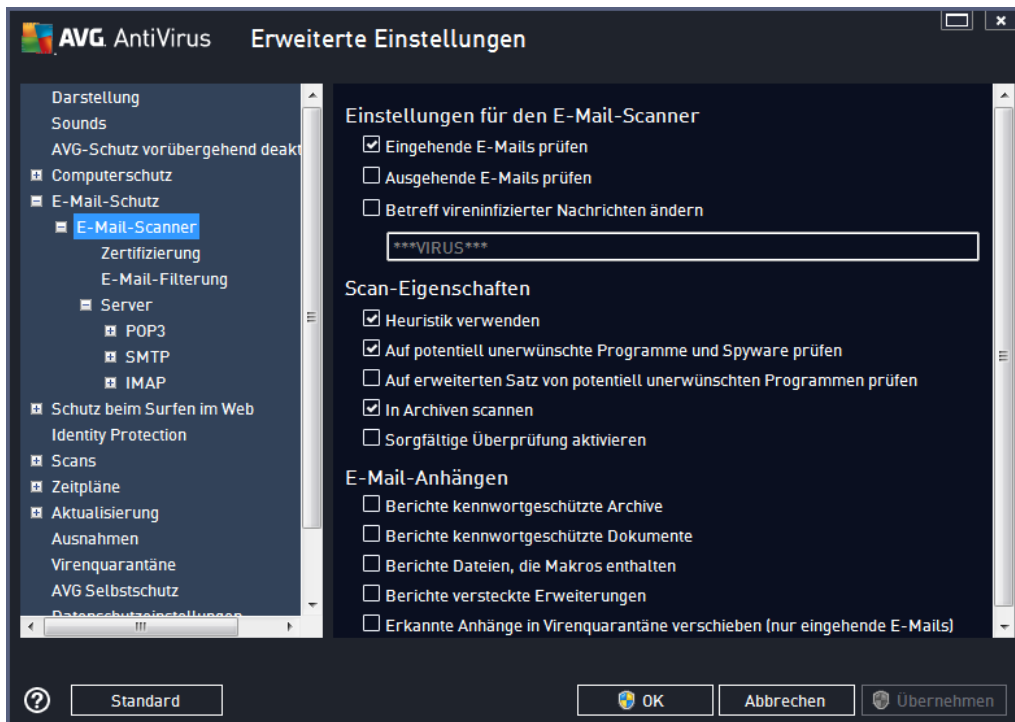 AVG. AntiVirus Erweiterte Einstellungen
Darstellung
Sounds
AVG-Schutz vorübergehend deakt
Computerschutz
E-Mail-Schutz
E-Mail-Scanner
Zertifizierung
E-Mail-Filterung
Server
POP3
SMTP
IMAP
Schutz beim Surfen im Web
Identity Protection
Scans
Zeitpläne
Aktualisierung
Ausnahmen
Virenquarantäne
AVG Selbstschutz
Datenschutzeinstellungen
Einstellungen für den E-Mail-Scanner
Eingehende E-Mails prüfen
Ausgehende E-Mails prüfen
Betreff vireninfizierter Nachrichten ändern
***VIRUS***
Scan-Eigenschaften
Heuristik verwenden
Auf potentiell unerwünschte Programme und Spyware prüfen
Auf erweiterten Satz von potentiell unerwünschten Programmen prüfen
In Archiven scannen
Sorgfältige Überprüfung aktivieren
E-Mail-Anhängen
Berichte kennwortgeschützte Archive
Berichte kennwortgeschützte Dokumente
Berichte Dateien, die Makros enthalten
Berichte versteckte Erweiterungen
Erkannte Anhänge in Virenquarantäne verschieben (nur eingehende E-Mails)
Standard
OK
Abbrechen
Übernehmen